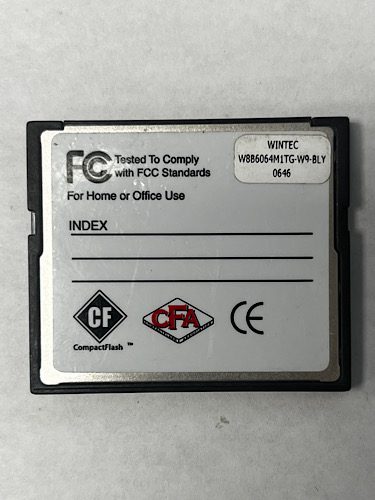 FC Tested To Comply
with FCC Standards
For Home or Office Use
WINTEC
W8B6064M1TG-W9-BLY
0646
INDEX
CF
CompactFlash ™
CFA
CE